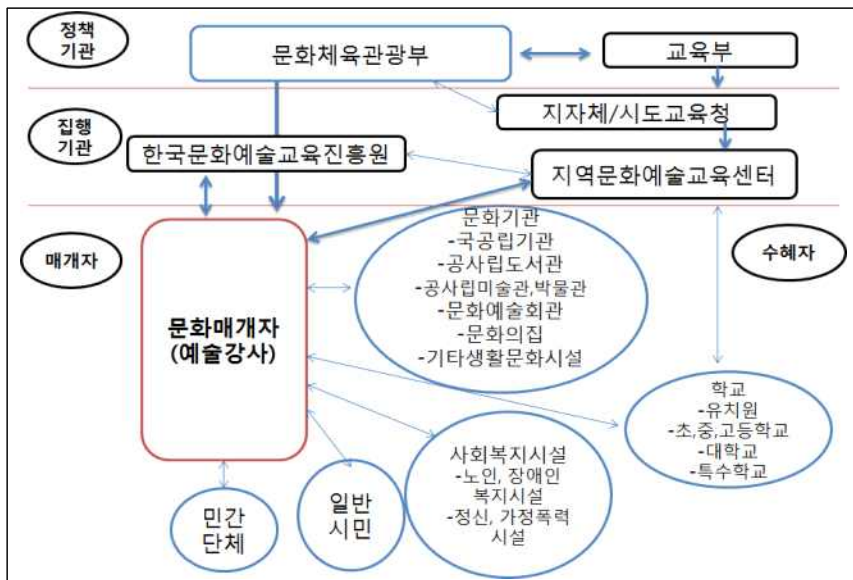 정책
기관
문화체육관광부
교육부
집행
기관
지자체/시도교육청
한국문화예술교육진흥원
지역문화예술교육센터
매개자
수혜자
문화매개자
(예술강사)
문화기관
-국공립기관
-공사립도서관
-공사립미술관,박물관
-문화예술회관
-문화의집
-기타생활문화시설
학교
-유치원
-초,중,고등학교
-대학교
-특수학교
사회복지시설
-노인, 장애인
복지시설
-정신, 가정폭력
시설
일반
시민
민간
단체